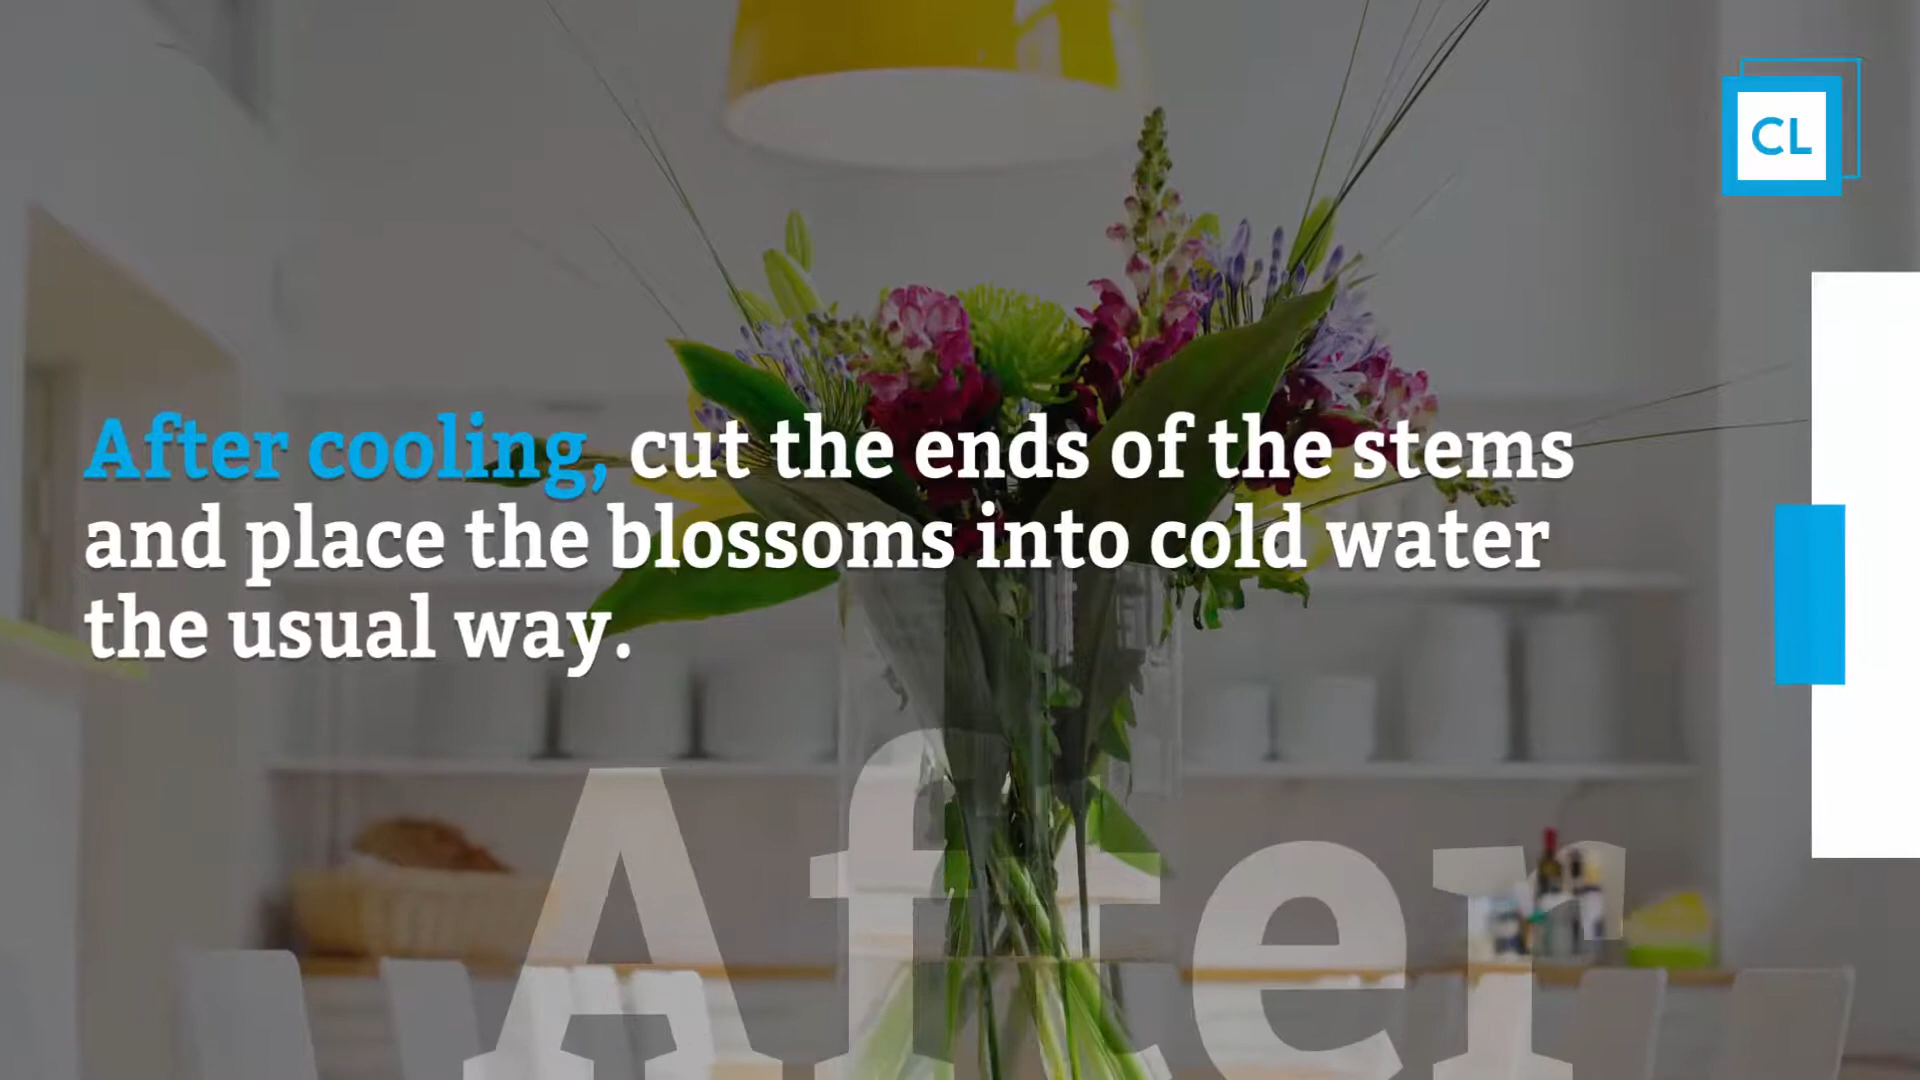 CL
After cooling, cut the ends of the stems
and place the blossoms into cold water
the usual way.
After